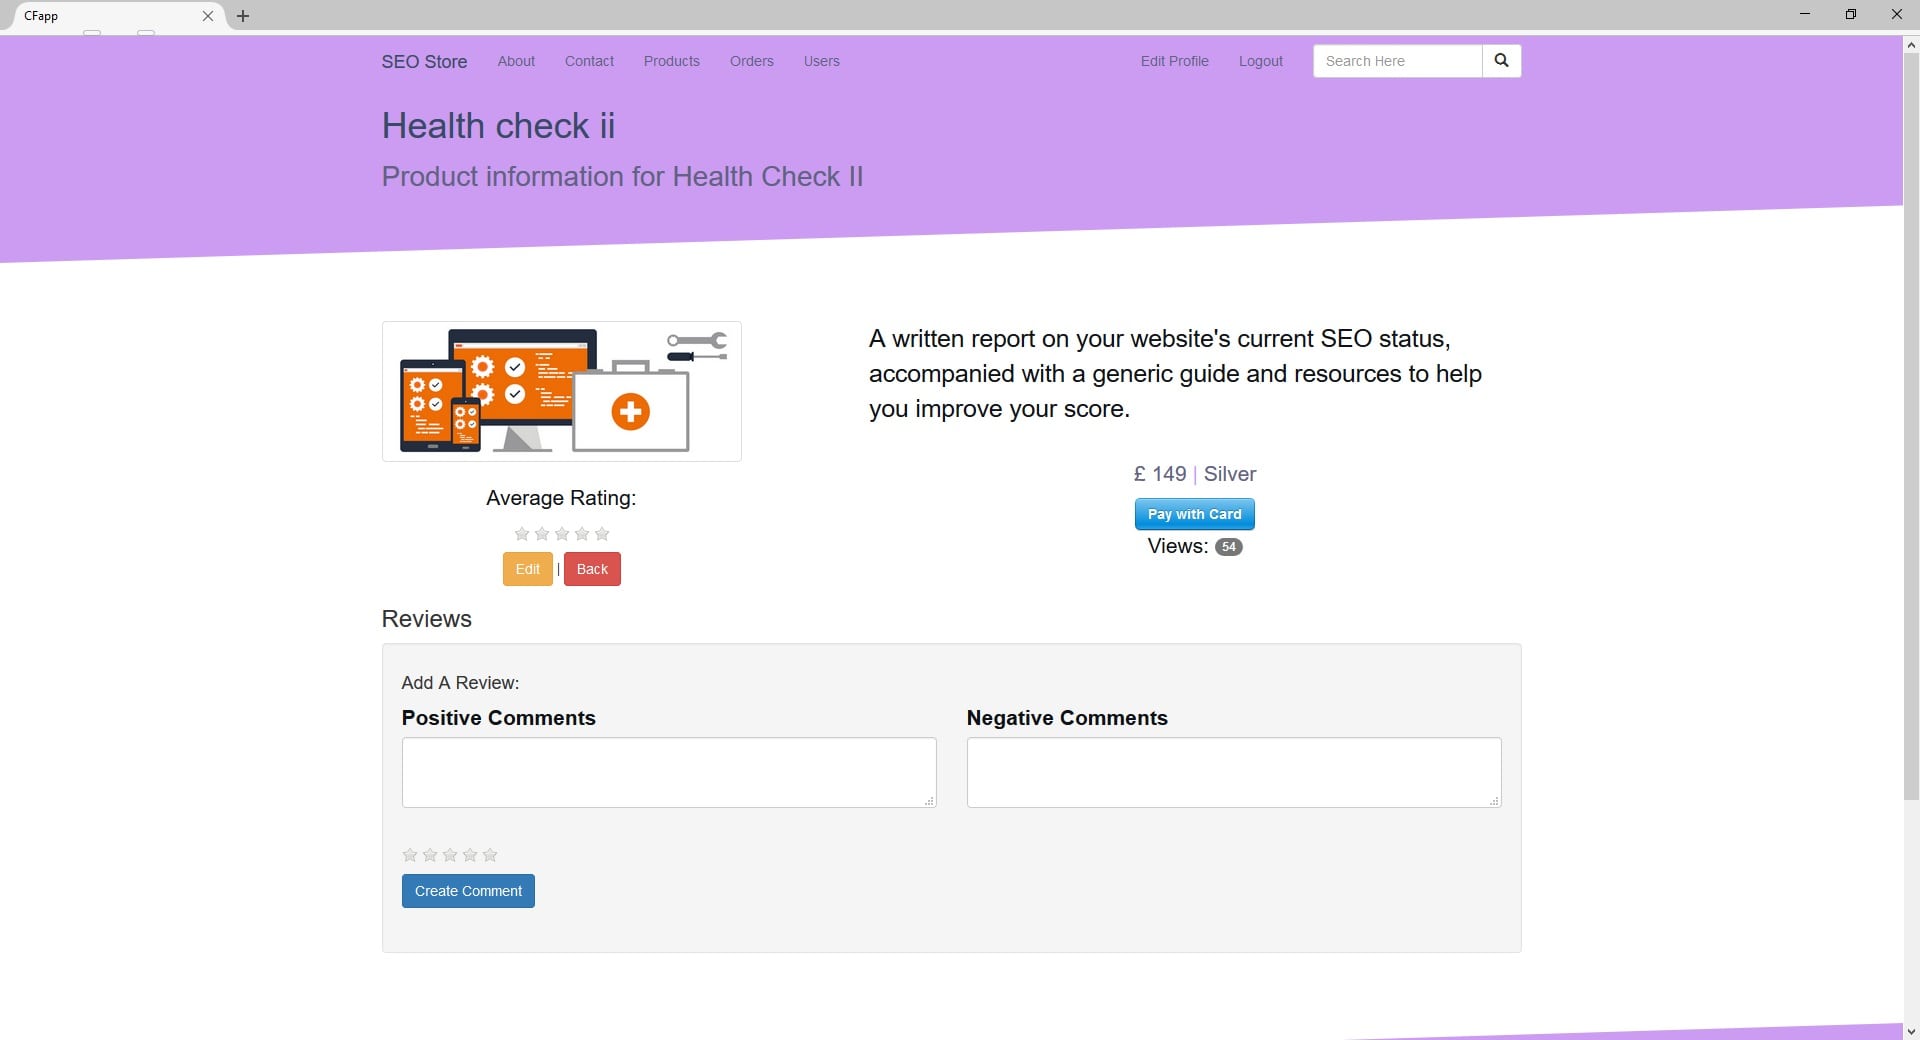 CFapp
SEO Store About Contact Products Orders Users Edit Profile Logout Search Here
Health check ii
Product information for Health Check II
A written report on your website's current SEO status,
accompanied with a generic guide and resources to help
you improve your score.
£ 149 | Silver
Pay with Card
Views: 54
Average Rating:
Edit | Back
Reviews
Add A Review:
Positive Comments Negative Comments
Create Comment